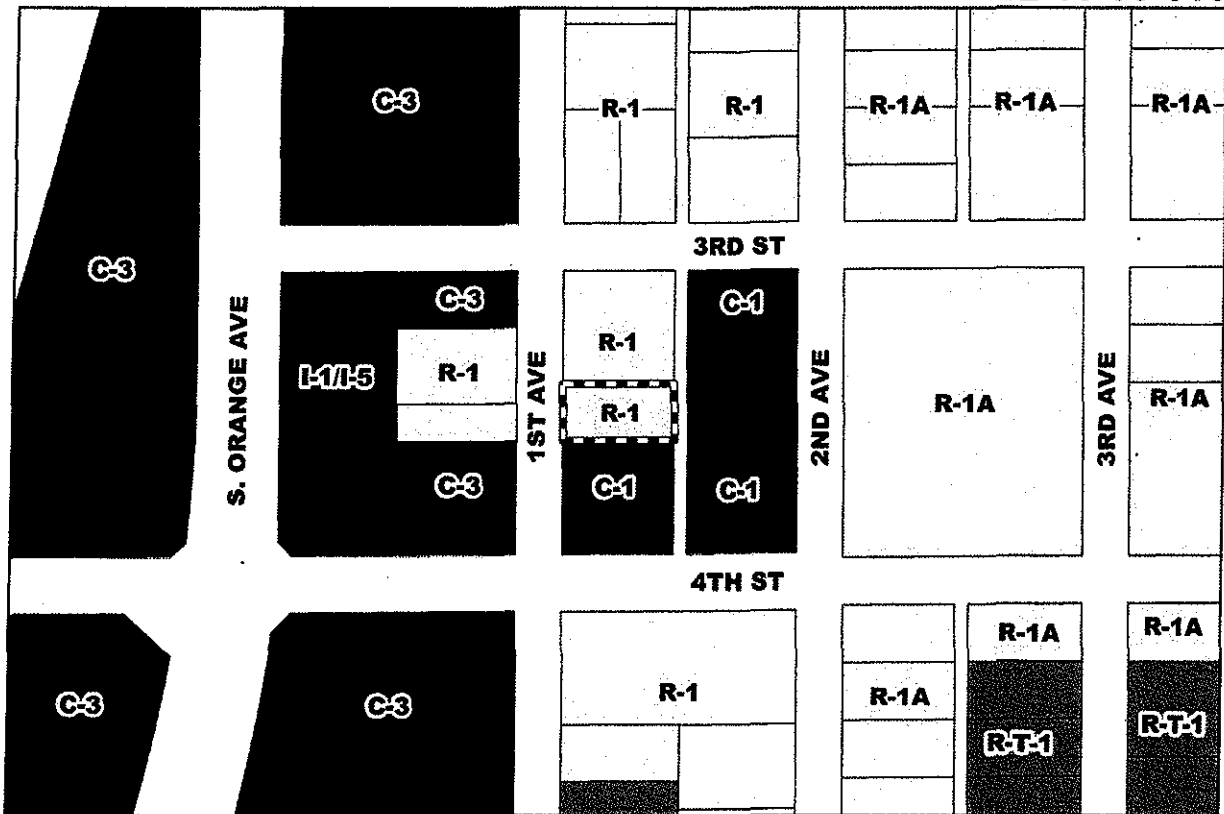 C-3
R-1
R-1
R-1A
R-1A
R-1A
3RD ST
C-3
C-3
C-1
S. ORANGE AVE
I-1/I-5
R-1
1ST AVE
R-1
R-1
2ND AVE
R-1A
3RD AVE
R-1A
C-3
C-1
C-1
4TH ST
R-1A
R-1A
C-3
C-3
R-1
R-1A
R-T-1
R-T-1